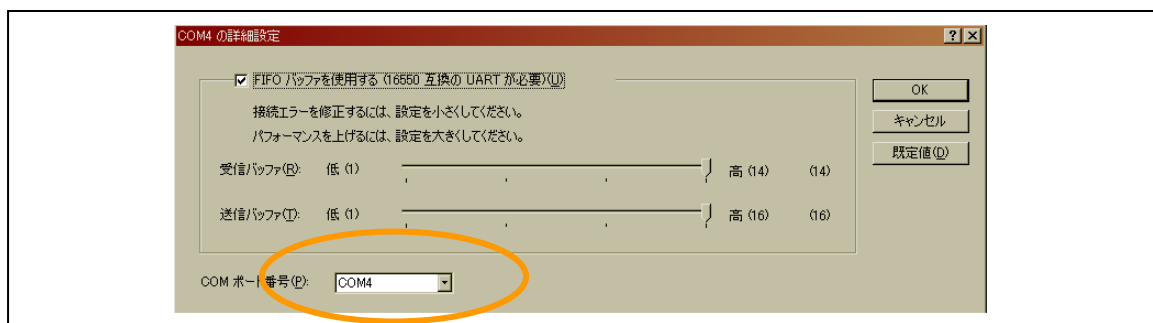 COM4 の詳細設定
FIFO バッファを使用する (16550 互換の UART が必要)(U)
接続エラーを修正するには、設定を小さくしてください。
パフォーマンスを上げるには、設定を大きくしてください。
受信バッファ(R): 低 (1) 高 (14) (14)
送信バッファ(T): 低 (1) 高 (16) (16)
COM ポート番号(P): COM4
OK
キャンセル
既定値(D)